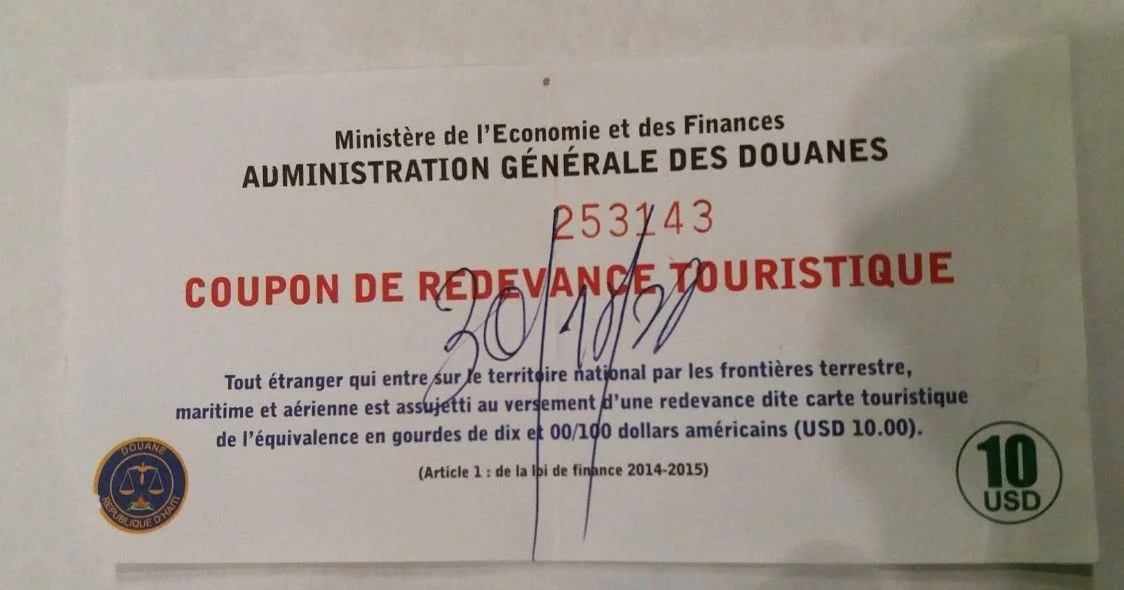 Ministère de l'Economie et des Finances
ADMINISTRATION GÉNÉRALE DES DOUANES
253143
COUPON DE REDEVANCE TOURISTIQUE
Tout étranger qui entre sur le territoire national par les frontières terrestre,
maritime et aérienne est assujetti au versement d'une redevance dite carte touristique
de l'équivalence en gourdes de dix et 00/100 dollars américains (USD 10.00).
(Article 1 : de la loi de finance 2014-2015)
DOUANE
REPUBLIQUE D'HAITI
10
USD